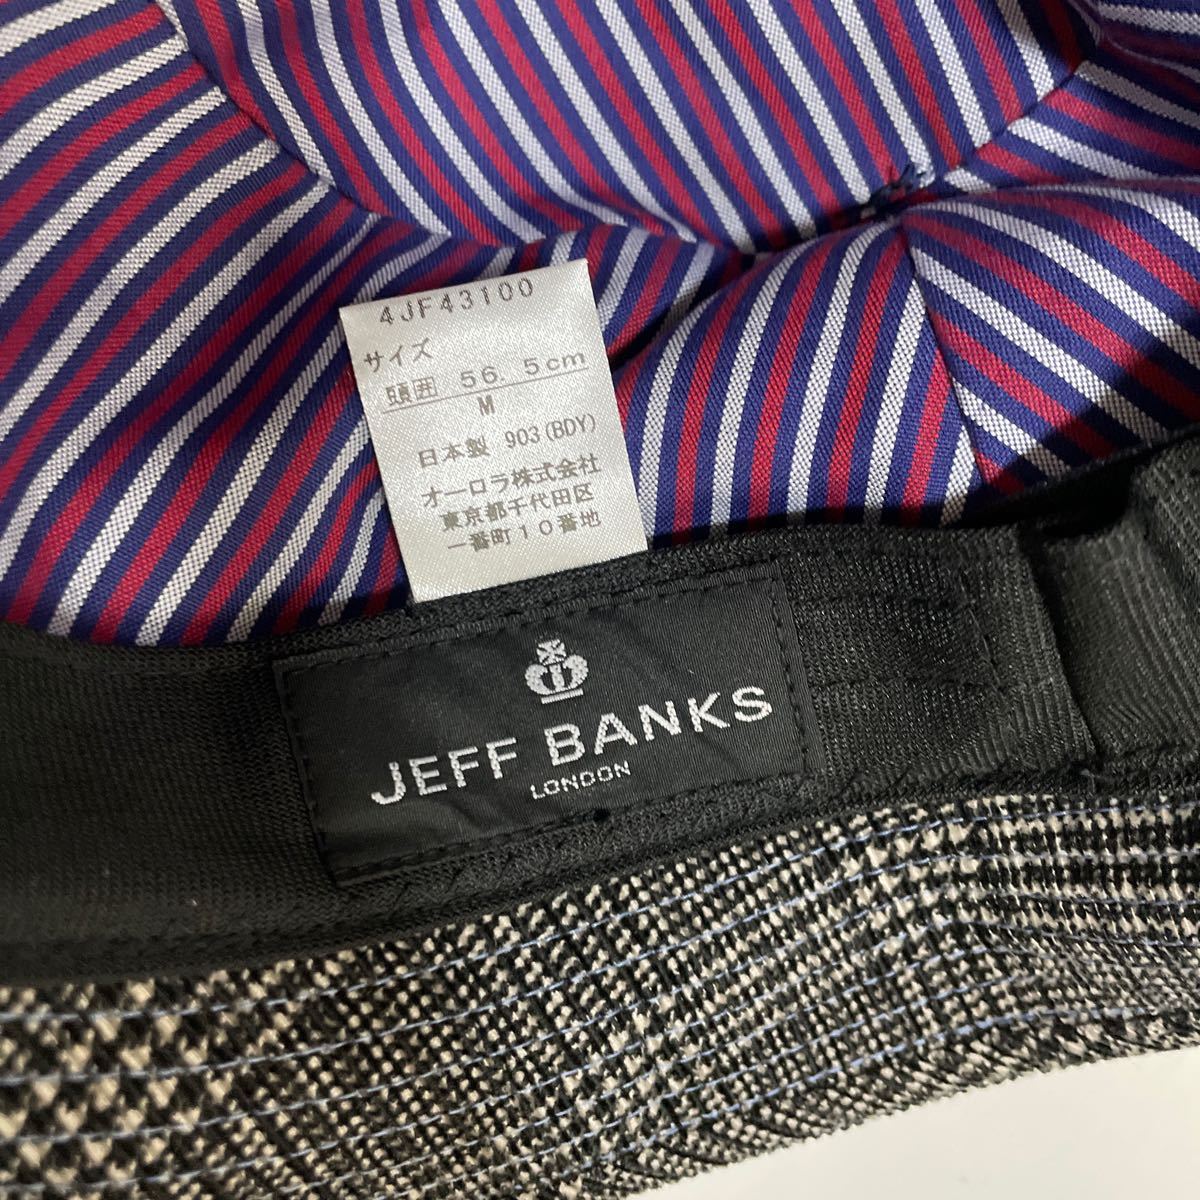 4JF43100
サイズ
頭囲 56.5cm
M
日本製 903(BDY)
オーロラ株式会社
東京都千代田区
一番町10番地
JEFF BANKS
LONDON